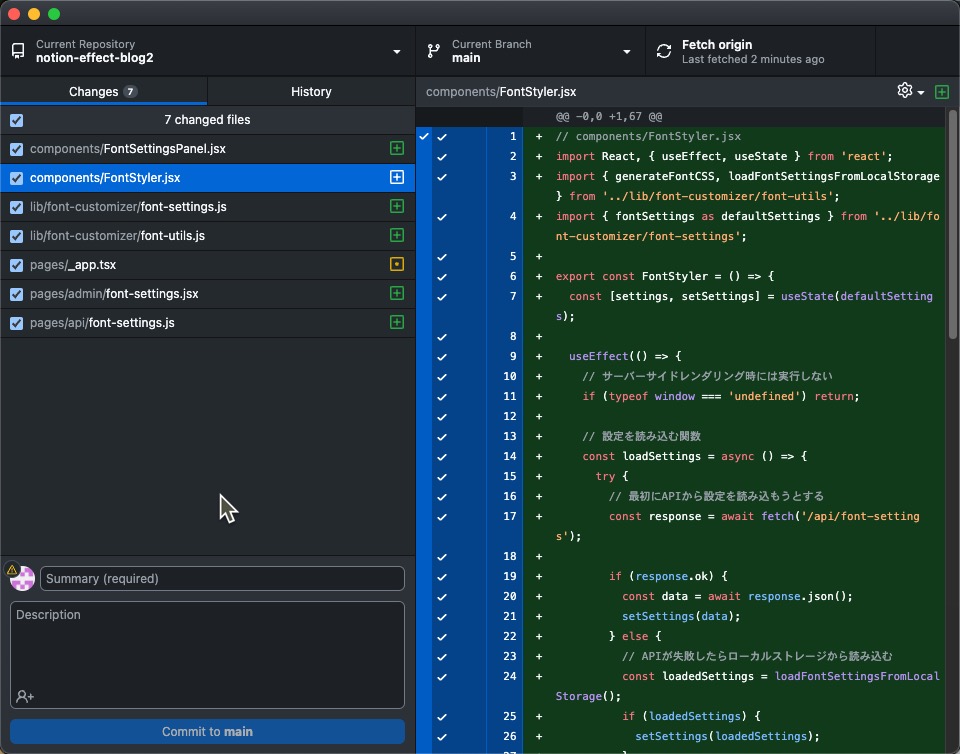 Current Repository
notion-effect-blog2
Current Branch
main
Fetch origin
Last fetched 2 minutes ago
Changes 7
History
7 changed files
components/FontSettingsPanel.jsx
components/FontStyler.jsx
lib/font-customizer/font-settings.js
lib/font-customizer/font-utils.js
pages/_app.tsx
pages/admin/font-settings.jsx
pages/api/font-settings.js
Summary (required)
Description
Commit to main
components/FontStyler.jsx
@@ -0,0 +1,67 @@
1 + // components/FontStyler.jsx
2 + import React, { useEffect, useState } from 'react';
3 + import { generateFontCSS, loadFontSettingsFromLocalStorage
} from '../lib/font-customizer/font-utils';
4 + import { fontSettings as defaultSettings } from '../lib/fo
nt-customizer/font-settings';
5 +
6 + export const FontStyler = () => {
7 + const [settings, setSettings] = useState(defaultSetting
s);
8 +
9 + useEffect(() => {
10 + // サーバーサイドレンダリング時には実行しない
11 + if (typeof window === 'undefined') return;
12 +
13 + // 設定を読み込む関数
14 + const loadSettings = async () => {
15 + try {
16 + // 最初にAPIから設定を読み込もうとする
17 + const response = await fetch('/api/font-setting
s');
18 +
19 + if (response.ok) {
20 + const data = await response.json();
21 + setSettings(data);
22 + } else {
23 + // APIが失敗したらローカルストレージから読み込む
24 + const loadedSettings = loadFontSettingsFromLocal
Storage();
25 + if (loadedSettings) {
26 + setSettings(loadedSettings);